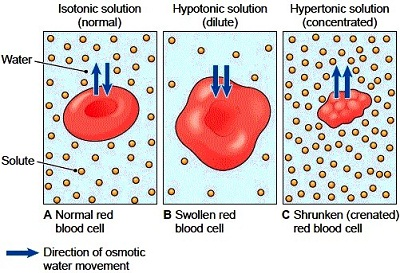 Isotonic solution
(normal)
Hypotonic solution
(dilute)
Hypertonic solution
(concentrated)
Water
Solute
A Normal red
blood cell
B Swollen red
blood cell
C Shrunken (crenated)
red blood cell
Direction of osmotic
water movement